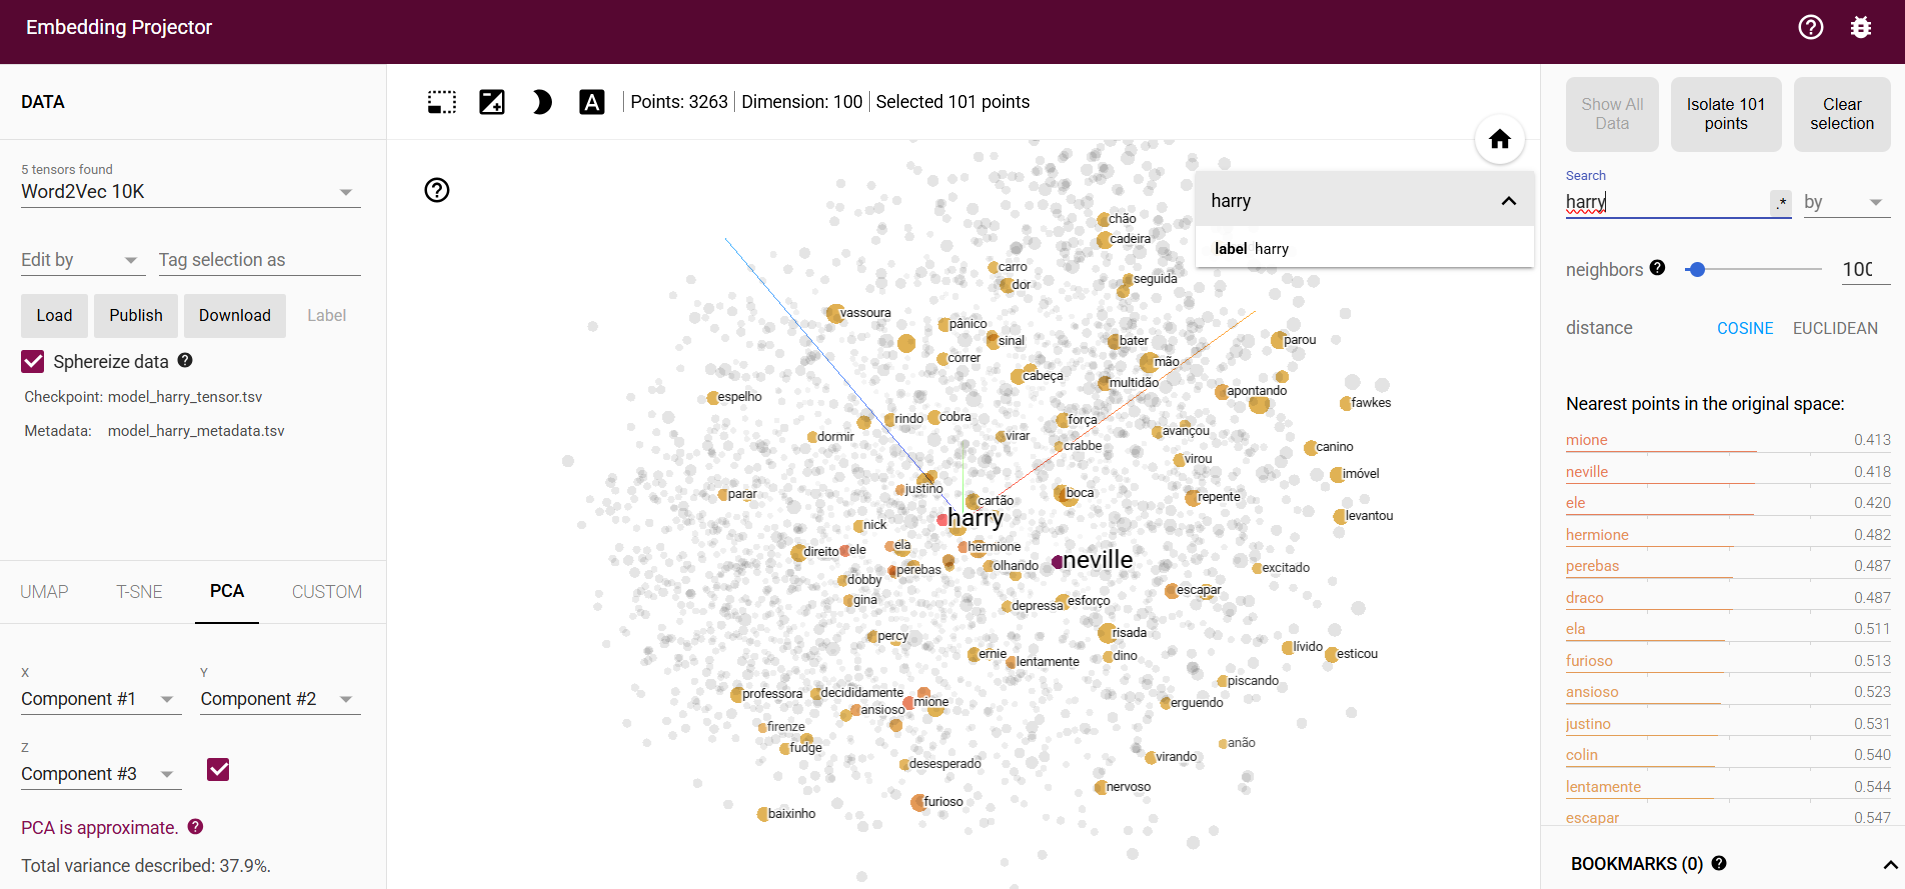 Embedding Projector
DATA
5 tensors found
Word2Vec 10K
Edit by
Tag selection as
Load
Publish
Download
Label
Sphereize data
Checkpoint: model_harry_tensor.tsv
Metadata: model_harry_metadata.tsv
UMAP
T-SNE
PCA
CUSTOM
X
Component #1
Y
Component #2
Z
Component #3
PCA is approximate.
Total variance described: 37.9%.
A
Points: 3263
Dimension: 100
Selected 101 points
harry
label harry
chão
cadeira
carro
dor
seguida
vassoura
pânico
sinal
correr
bater
parou
mão
cabeça
multidão
apontando
espelho
fawkes
rindo
cobra
força
dormir
virar
crabbe
avançou
canino
virou
imóvel
justino
parar
cartão
boca
repente
harry
levantou
nick
ela
hermione
direito
ele
neville
olhando
perebas
excitado
dobby
escapar
gina
depressa
esforço
percy
risada
ernie
lentamente
dino
lívido
esticou
piscando
professora
decididamente
ansioso
mione
erguendo
firenze
fudge
anão
desesperado
virando
nervoso
furioso
baixinho
Show All
Data
Isolate 101
points
Clear
selection
Search
harry
.*
by
neighbors
100
distance
COSINE
EUCLIDEAN
Nearest points in the original space:
mione 0.413
neville 0.418
ele 0.420
hermione 0.482
perebas 0.487
draco 0.487
ela 0.511
furioso 0.513
ansioso 0.523
justino 0.531
colin 0.540
lentamente 0.544
escapar 0.547
BOOKMARKS (0)